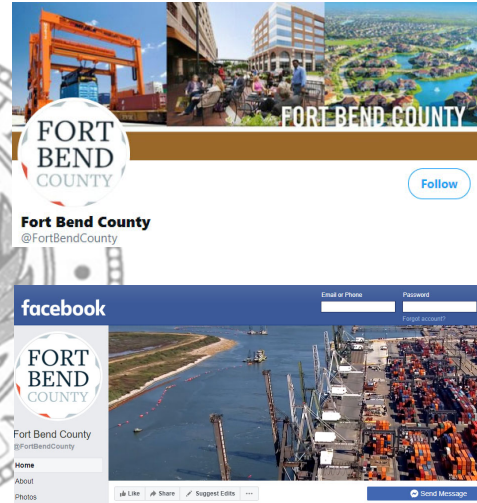 FORT BEND COUNTY
FORT
BEND
COUNTY
Follow
Fort Bend County
@FortBendCounty
facebook
Email or Phone
Password
Forgot account?
FORT
BEND
COUNTY
Fort Bend County
@FortBendCounty
Home
About
Photos
Like Share Suggest Edits ...
Send Message